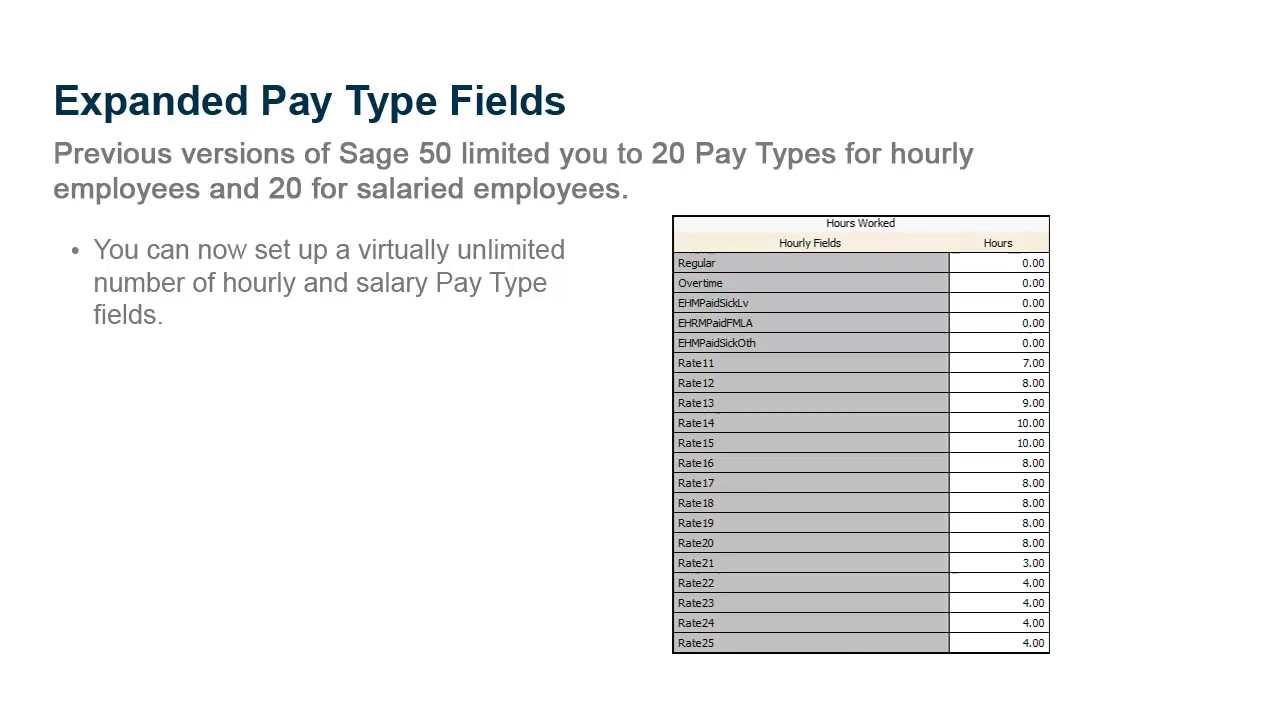 Expanded Pay Type Fields
Previous versions of Sage 50 limited you to 20 Pay Types for hourly
employees and 20 for salaried employees.
• You can now set up a virtually unlimited
number of hourly and salary Pay Type
fields.
Hours Worked
Hourly Fields Hours
Regular 0.00
Overtime 0.00
EHMPaidSickLv 0.00
EHRMPaidFMLA 0.00
EHMPaidSickOth 0.00
Rate11 7.00
Rate12 8.00
Rate13 9.00
Rate14 10.00
Rate15 10.00
Rate16 8.00
Rate17 8.00
Rate18 8.00
Rate19 8.00
Rate20 8.00
Rate21 3.00
Rate22 4.00
Rate23 4.00
Rate24 4.00
Rate25 4.00